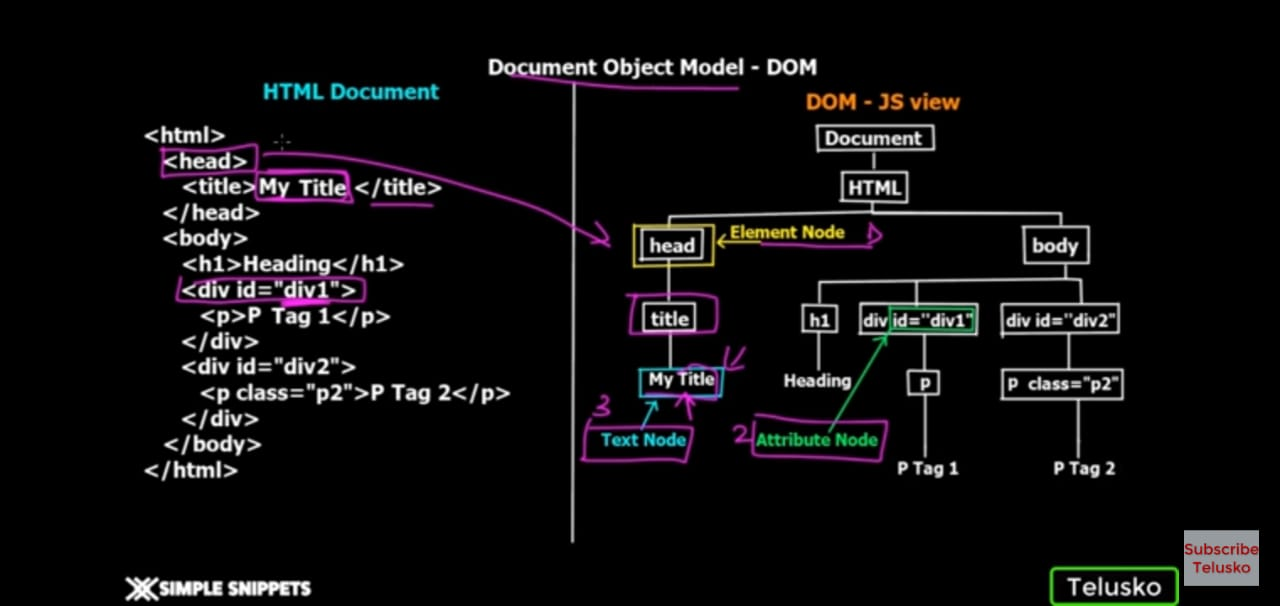 Document Object Model - DOM
HTML Document
<html>
<head>
<title>My Title </title>
</head>
<body>
<h1>Heading</h1>
<div id="div1">
<p>P Tag 1</p>
</div>
<div id="div2">
<p class="p2">P Tag 2</p>
</div>
</body>
</html>
DOM - JS view
Document
HTML
head
Element Node
body
title
h1
div id="div1"
div id="div2"
My Title
Heading
p
p class="p2"
3
Text Node
2
Attribute Node
P Tag 1
P Tag 2
SIMPLE SNIPPETS
Subscribe
Telusko
Telusko